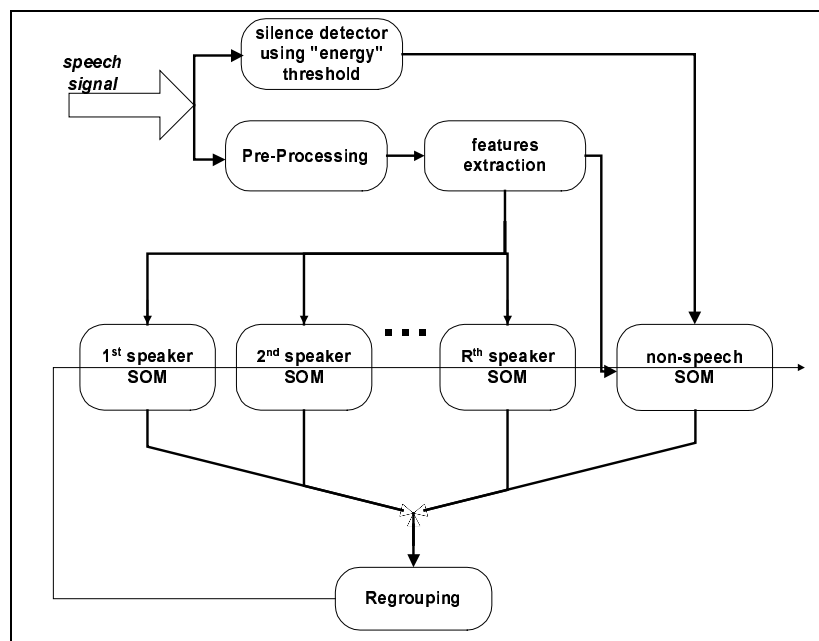 speech
signal
silence detector
using "energy"
threshold
Pre-Processing
features
extraction
1st speaker
SOM
2nd speaker
SOM
...
Rth speaker
SOM
non-speech
SOM
Regrouping